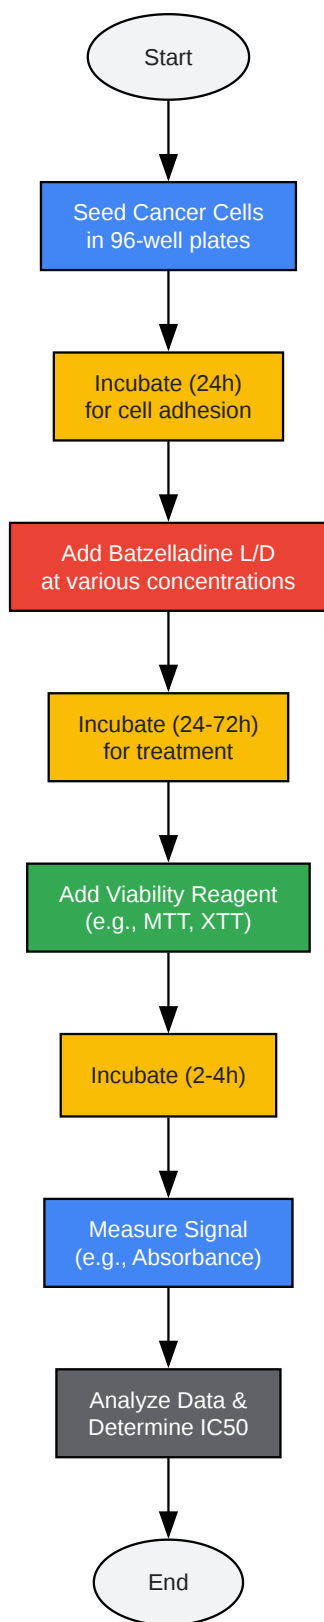 Start
Seed Cancer Cells
in 96-well plates
Incubate (24h)
for cell adhesion
Add Batzelladine L/D
at various concentrations
Incubate (24-72h)
for treatment
Add Viability Reagent
(e.g., MTT, XTT)
Incubate (2-4h)
Measure Signal
(e.g., Absorbance)
Analyze Data &
Determine IC50
End